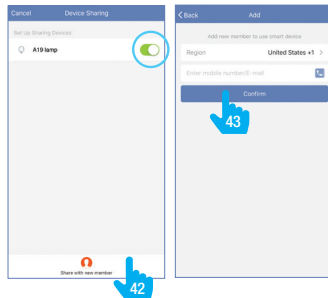 Cancel Device Sharing
Set Up Sharing Devices
A19 lamp
Share with new member
42
Back Add
Add new member to use smart device
Region United States +1
Enter mobile number/E-mail
Confirm
43